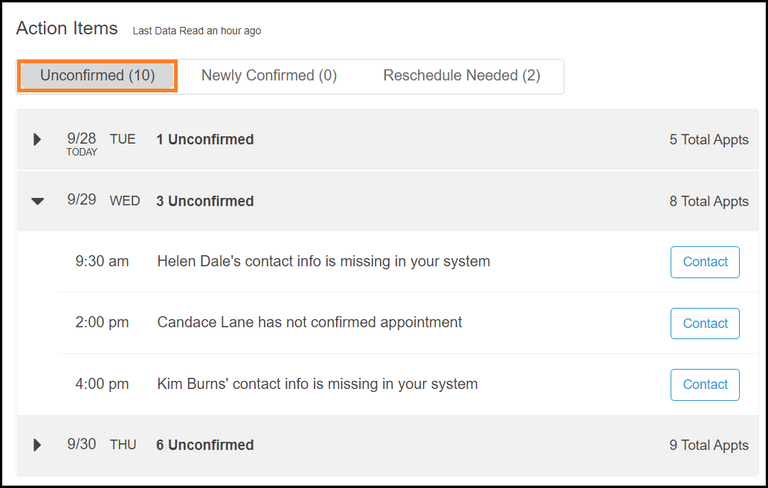 Action Items Last Data Read an hour ago
Unconfirmed (10) Newly Confirmed (0) Reschedule Needed (2)
9/28 TUE 1 Unconfirmed 5 Total Appts
TODAY
9/29 WED 3 Unconfirmed 8 Total Appts
9:30 am Helen Dale's contact info is missing in your system Contact
2:00 pm Candace Lane has not confirmed appointment Contact
4:00 pm Kim Burns' contact info is missing in your system Contact
9/30 THU 6 Unconfirmed 9 Total Appts